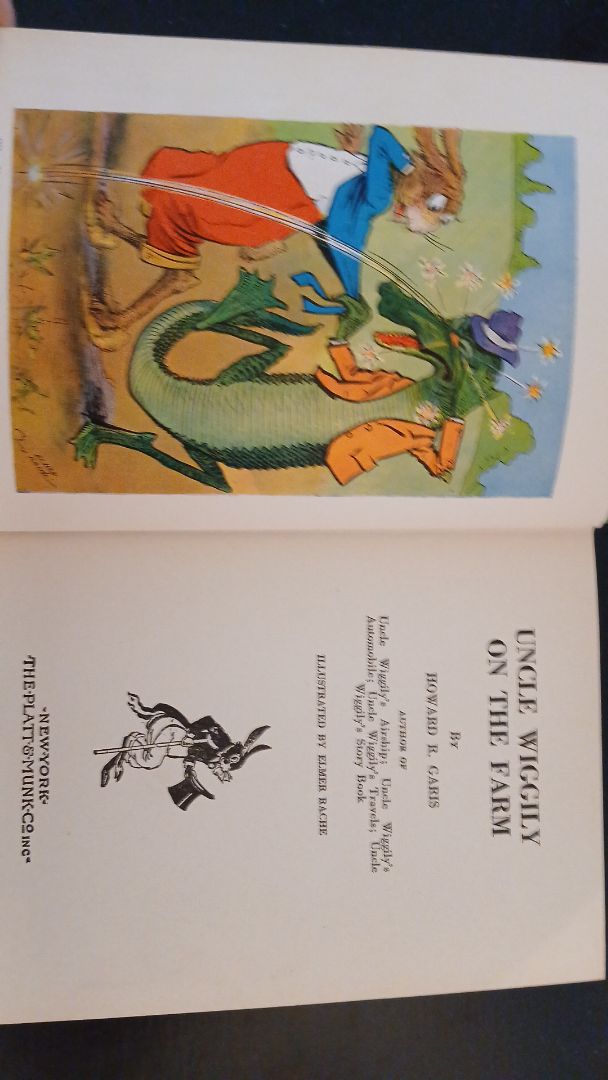 UNCLE WIGGILY
ON THE FARM
By
HOWARD R. GARIS
AUTHOR OF
Uncle Wiggily's Airship; Uncle Wiggily's
Automobile; Uncle Wiggily's Travels; Uncle
Wiggily's Story Book
ILLUSTRATED BY ELMER RACHE
·NEW·YORK·
·THE·PLATT·&·MUNK·CO·INC·